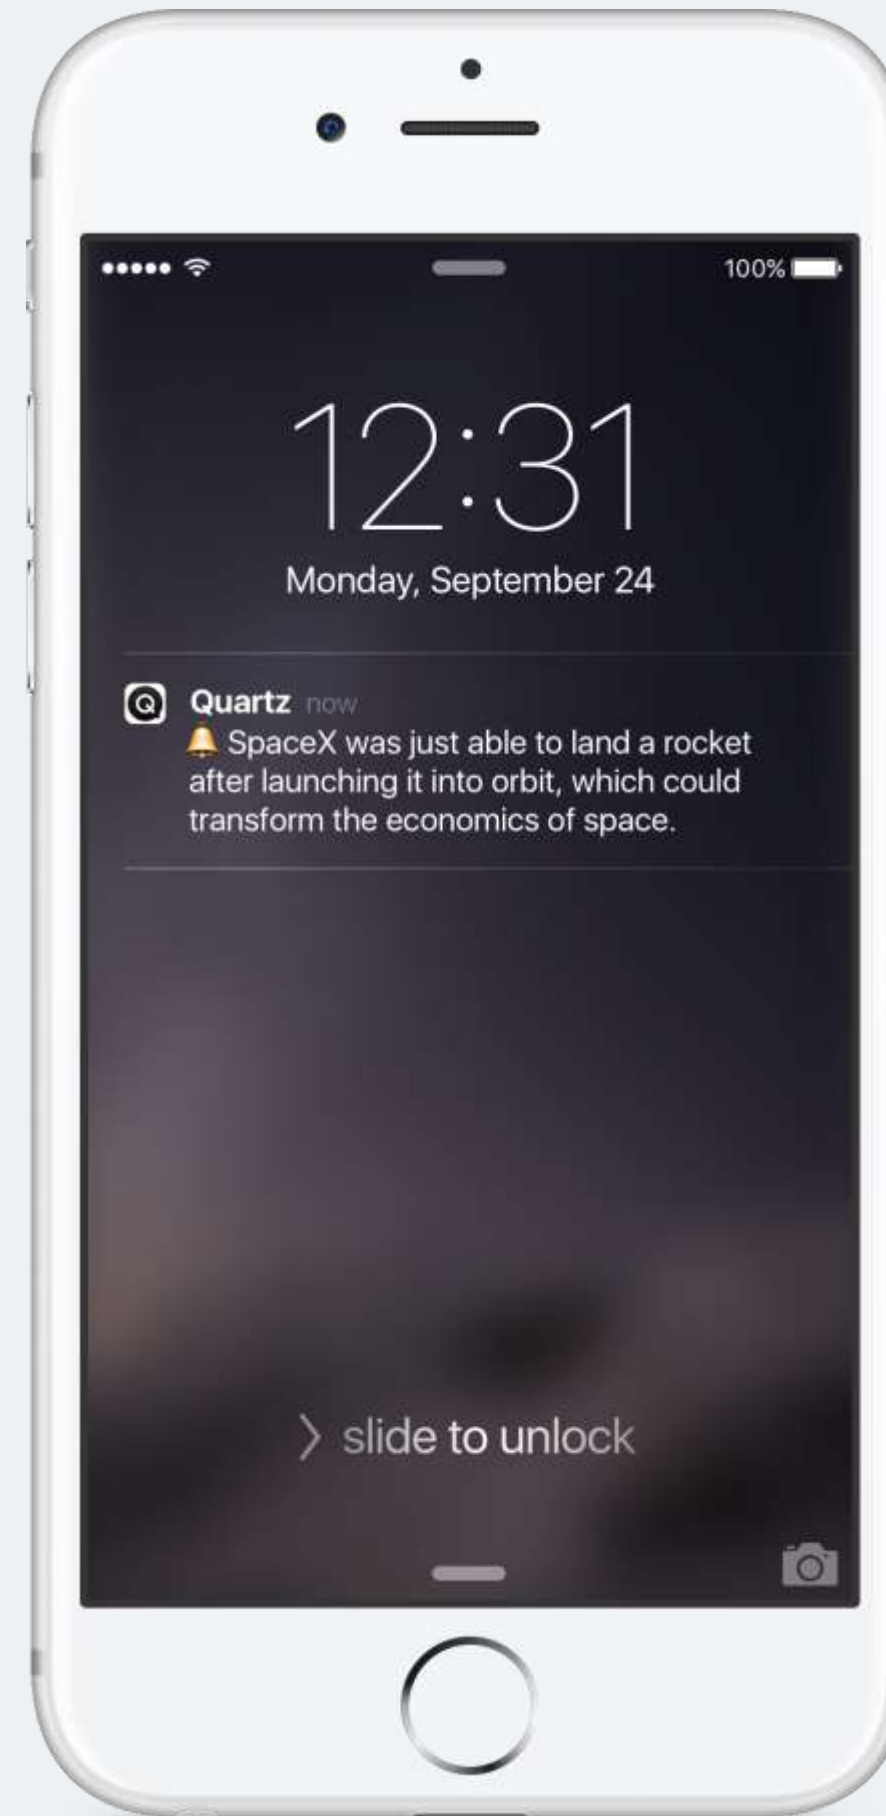 100%
12:31
Monday, September 24
Quartz now
🔔 SpaceX was just able to land a rocket
after launching it into orbit, which could
transform the economics of space.
slide to unlock